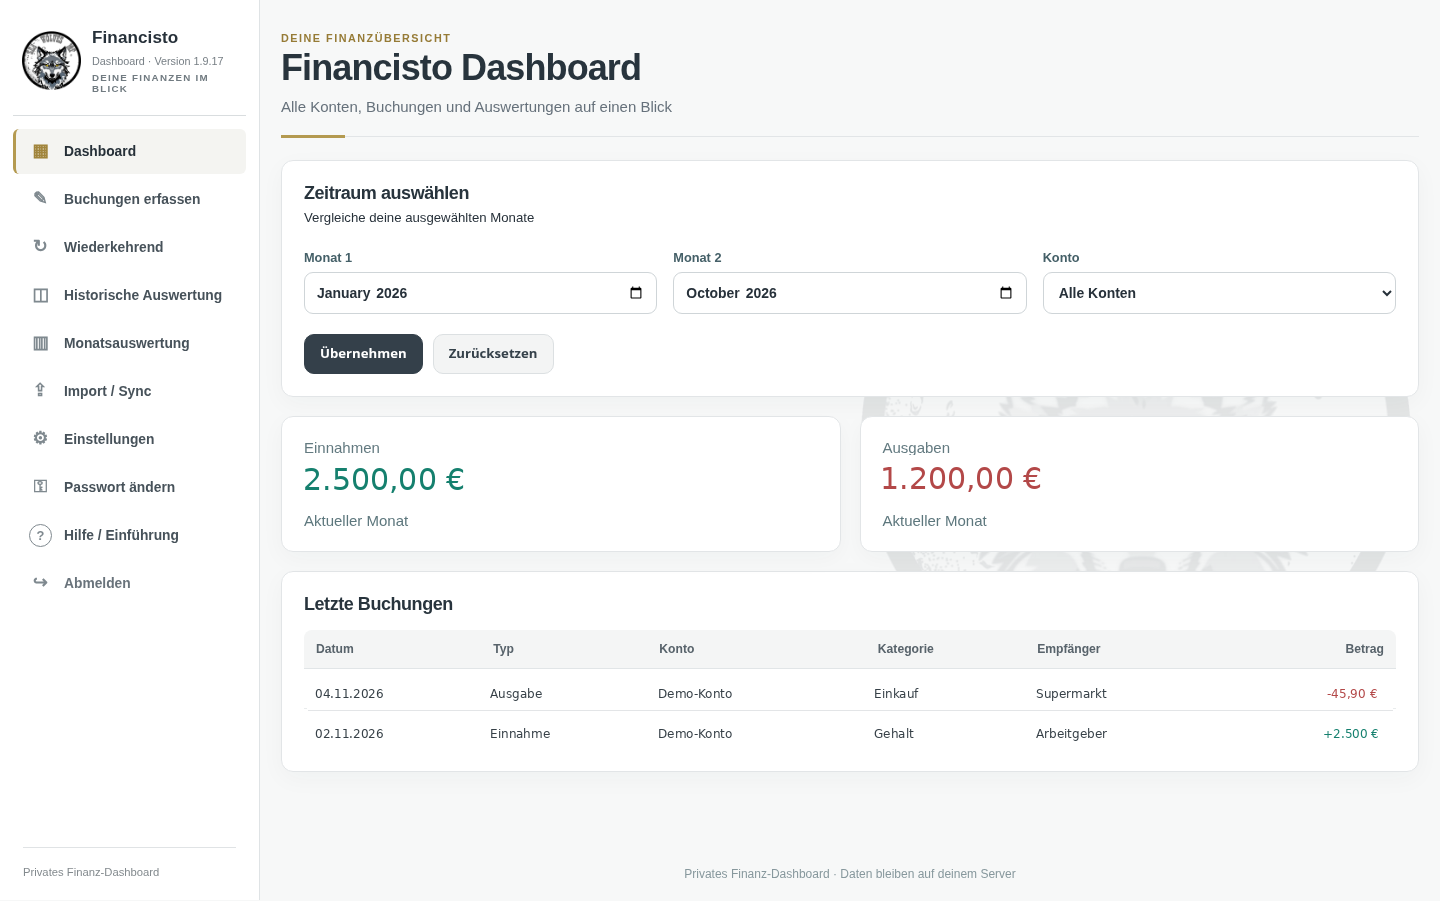 Financisto
Dashboard · Version 1.9.17
DEINE FINANZEN IM
BLICK
Dashboard
Buchungen erfassen
Wiederkehrend
Historische Auswertung
Monatsauswertung
Import / Sync
Einstellungen
Passwort ändern
? Hilfe / Einführung
Abmelden
Privates Finanz-Dashboard
DEINE FINANZÜBERSICHT
Financisto Dashboard
Alle Konten, Buchungen und Auswertungen auf einen Blick
Zeitraum auswählen
Vergleiche deine ausgewählten Monate
Monat 1 Monat 2 Konto
January 2026 October 2026 Alle Konten
Übernehmen Zurücksetzen
Einnahmen
2.500,00 €
Aktueller Monat
Ausgaben
1.200,00 €
Aktueller Monat
Letzte Buchungen
Datum Typ Konto Kategorie Empfänger Betrag
04.11.2026 Ausgabe Demo-Konto Einkauf Supermarkt -45,90 €
02.11.2026 Einnahme Demo-Konto Gehalt Arbeitgeber +2.500 €
Privates Finanz-Dashboard · Daten bleiben auf deinem Server